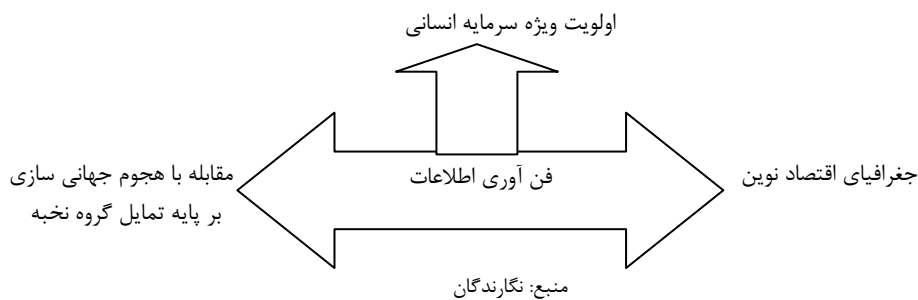 اولویت ویژه سرمایه انسانی
جغرافیای اقتصاد نوین
فن آوری اطلاعات
مقابله با هجوم جهانی سازی
بر پایه تمایل گروه نخبه
منبع: نگارندگان